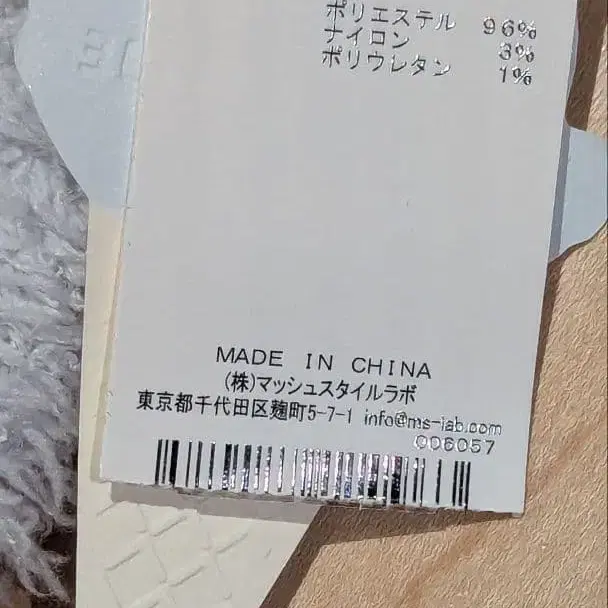 ポリエステル 96%
ナイロン 3%
ポリウレタン 1%
MADE IN CHINA
(株)マッシュスタイルラボ
東京都千代田区麹町5-7-1 info@ms-lab.com
006057